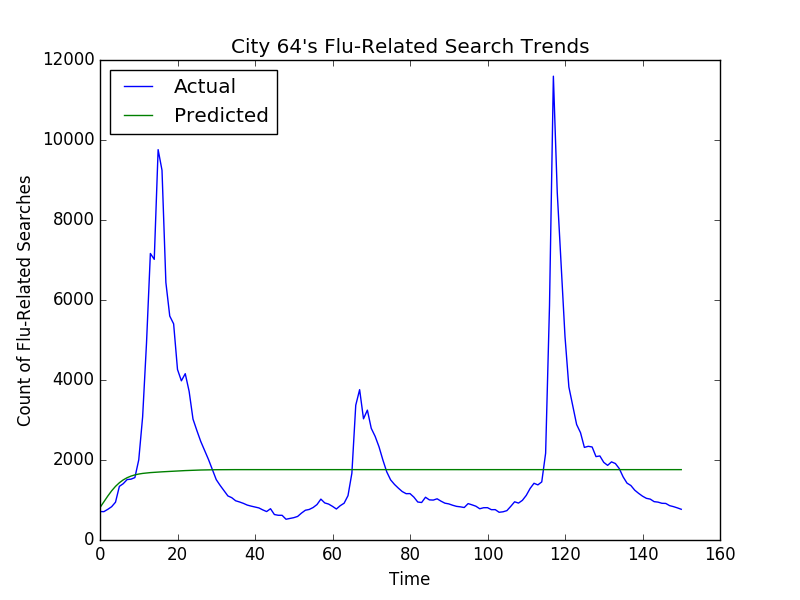 City 64's Flu-Related Search Trends
Actual
Predicted
Count of Flu-Related Searches
12000
10000
8000
6000
4000
2000
0
0 20 40 60 80 100 120 140 160
Time